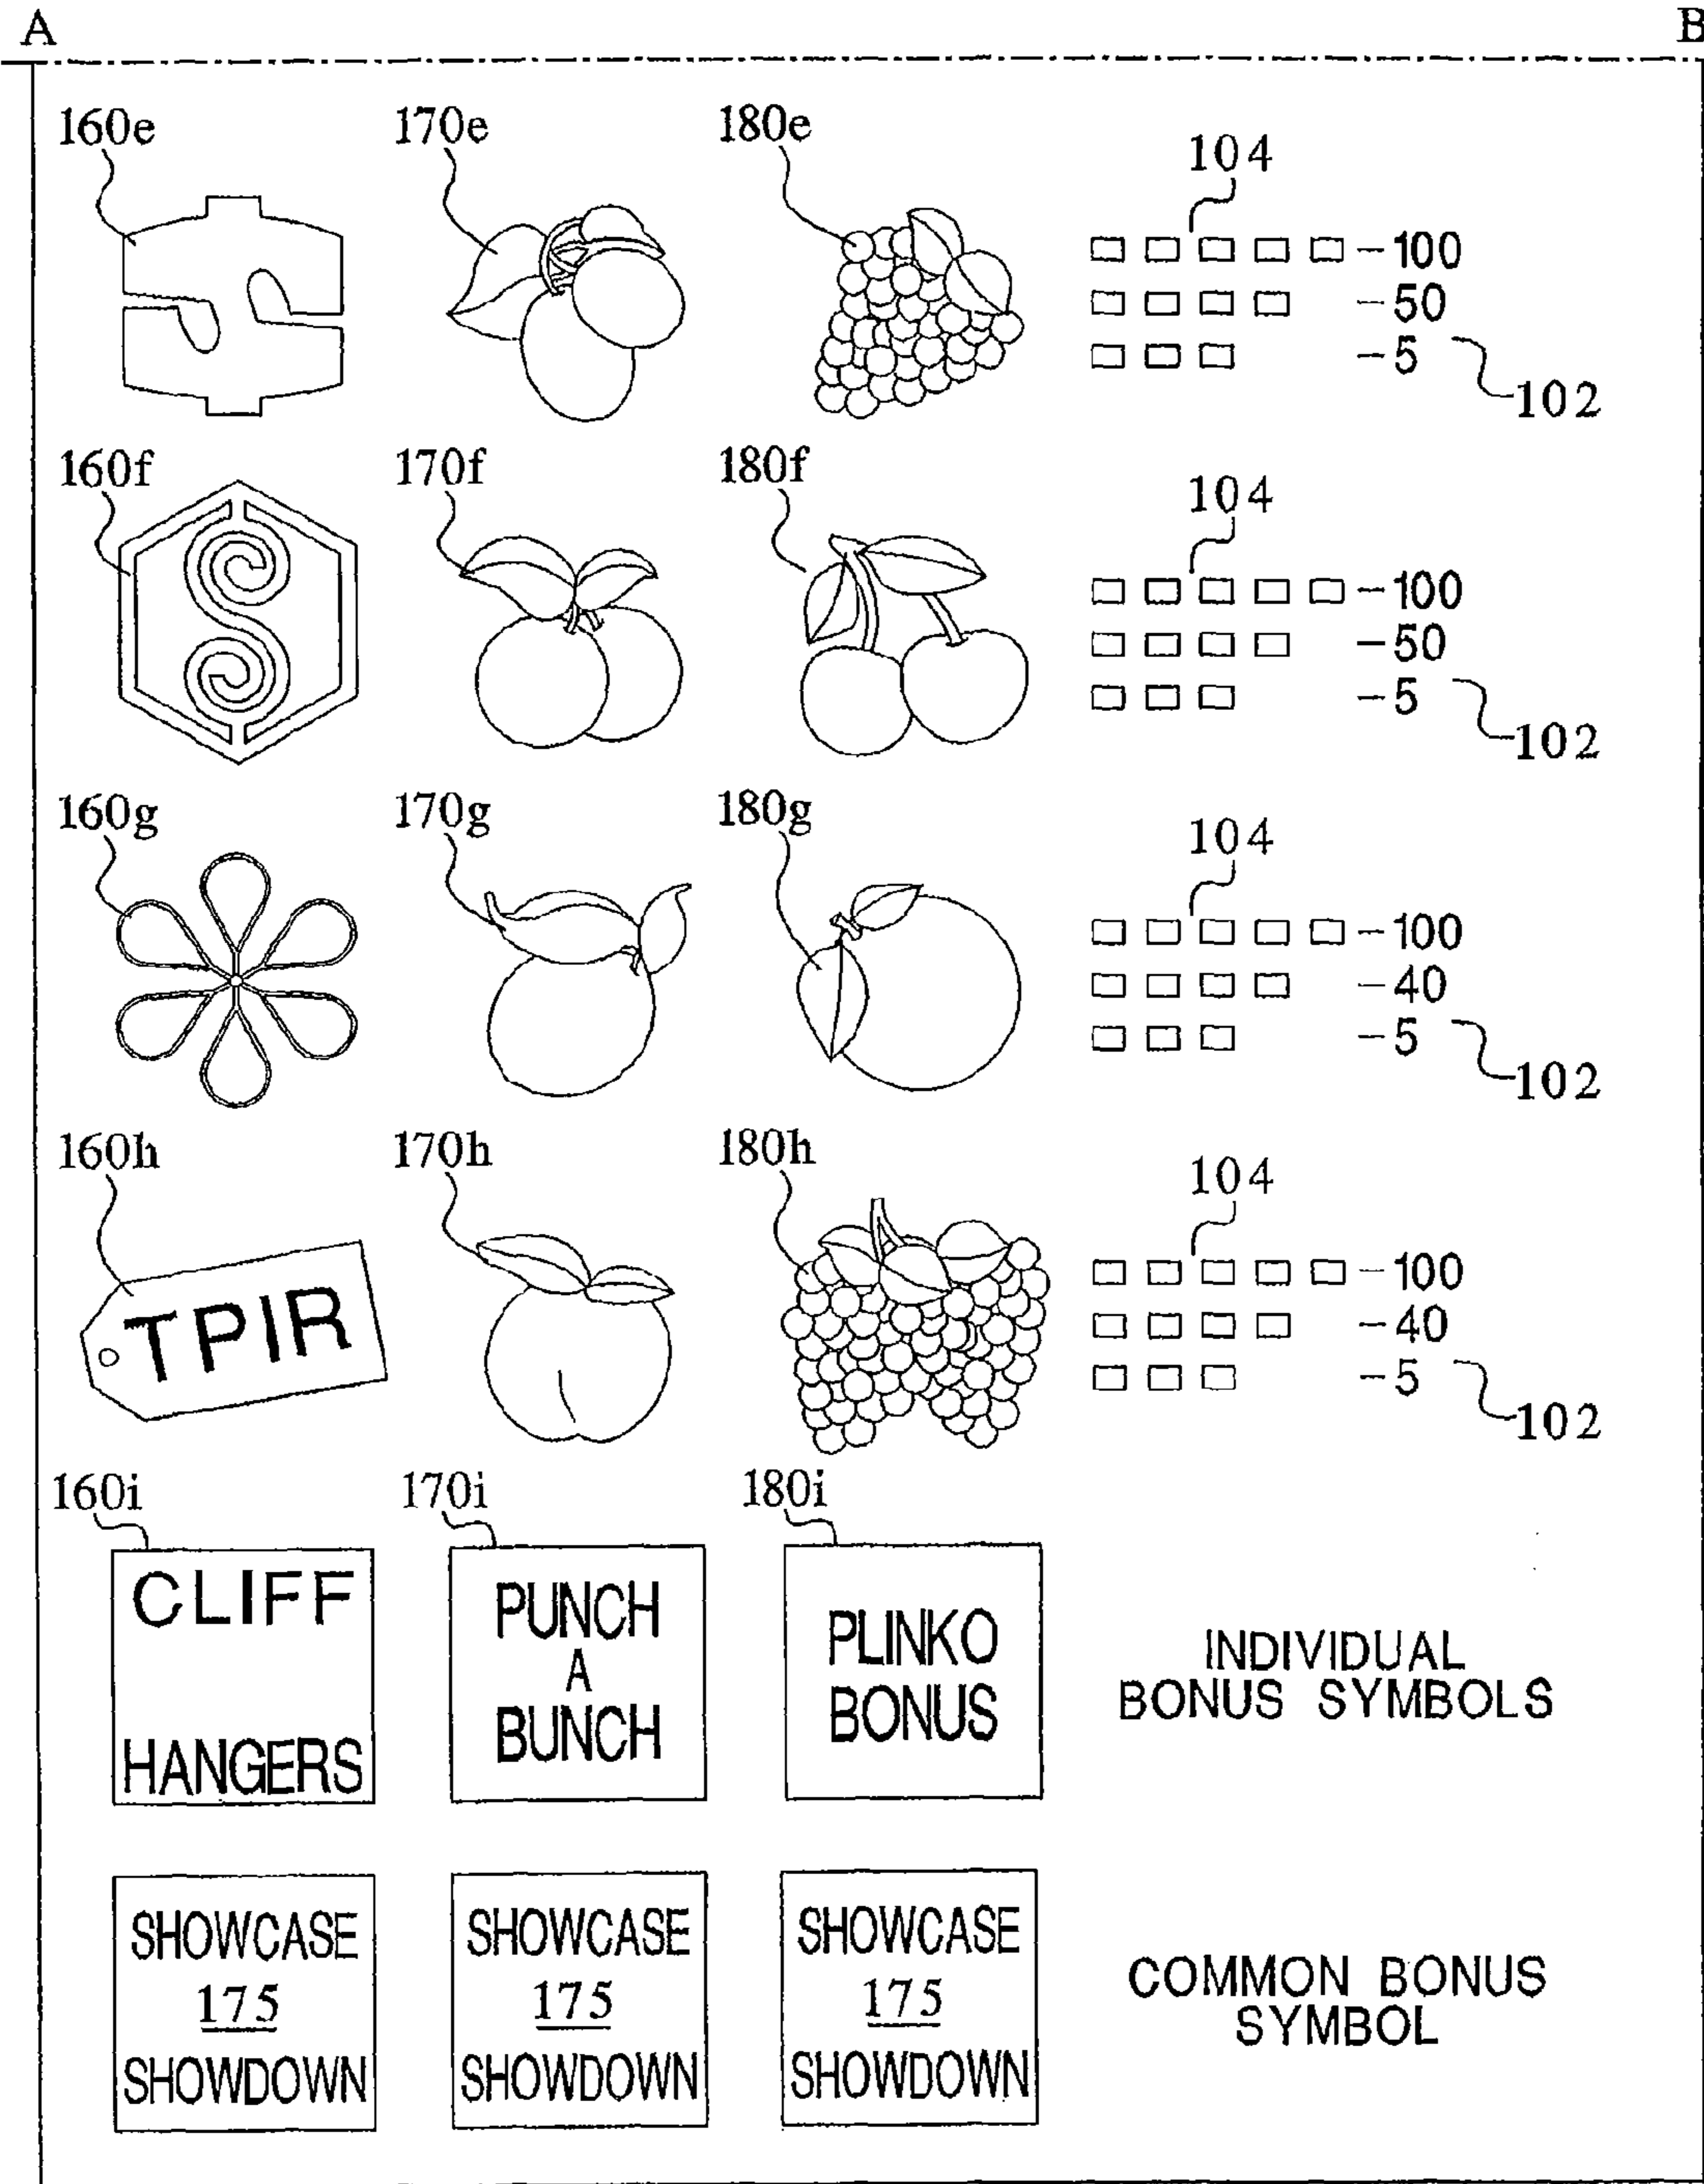 A B
160e 170e 180e 104
-100
-50
-5
102
160f 170f 180f 104
-100
-50
-5
102
160g 170g 180g 104
-100
-40
-5
102
160h 170h 180h 104
TPIR
-100
-40
-5
102
160i 170i 180i
CLIFF
HANGERS
PUNCH
A
BUNCH
PLINKO
BONUS
INDIVIDUAL
BONUS SYMBOLS
SHOWCASE
175
SHOWDOWN
SHOWCASE
175
SHOWDOWN
SHOWCASE
175
SHOWDOWN
COMMON BONUS
SYMBOL